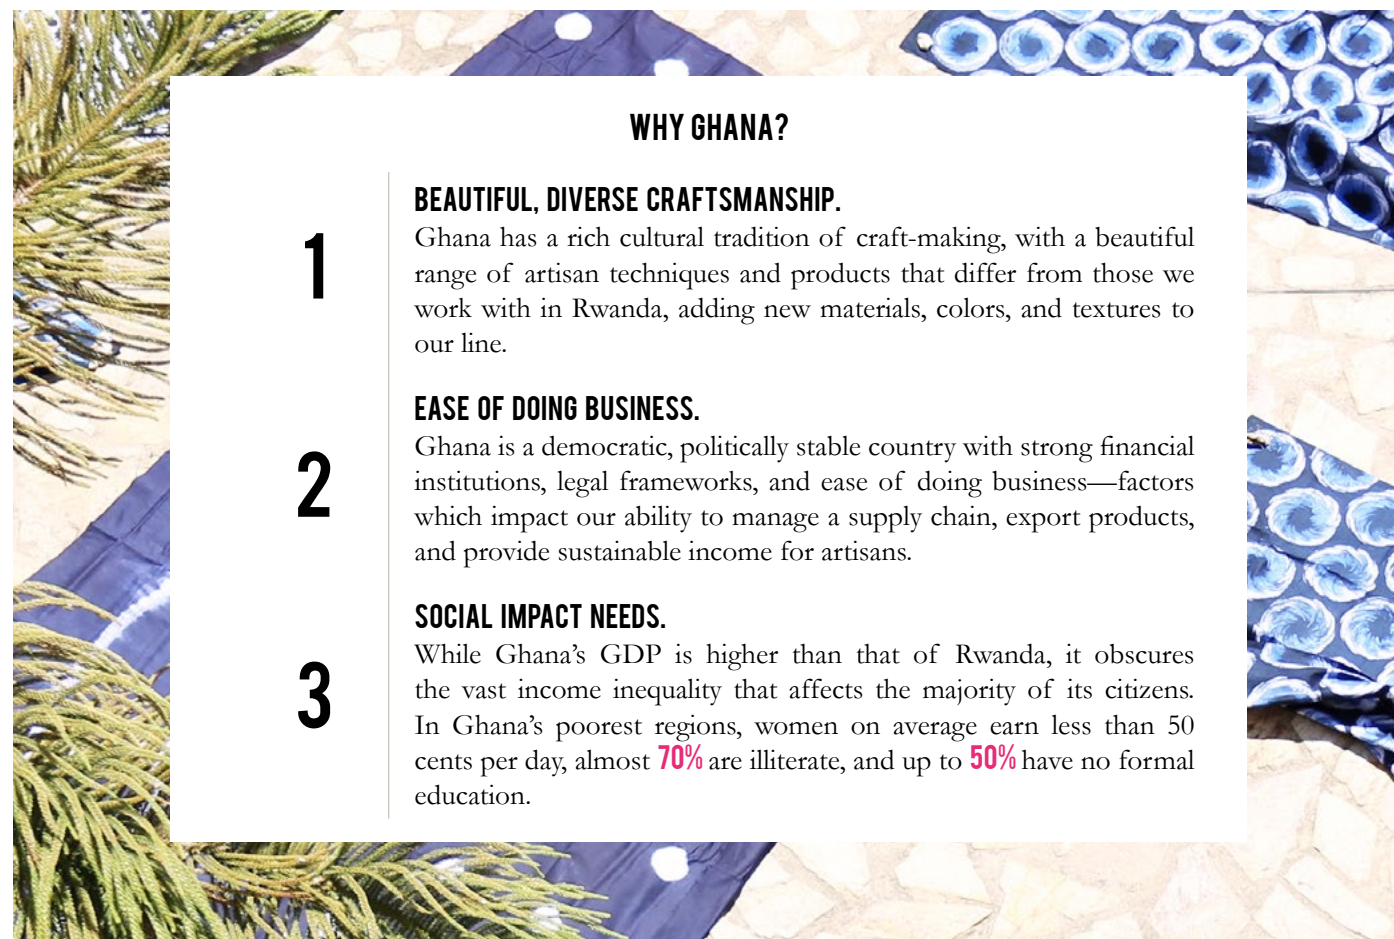 WHY GHANA?
BEAUTIFUL, DIVERSE CRAFTSMANSHIP.
1
Ghana has a rich cultural tradition of craft-making, with a beautiful
range of artisan techniques and products that differ from those we
work with in Rwanda, adding new materials, colors, and textures to
our line.
EASE OF DOING BUSINESS.
2
Ghana is a democratic, politically stable country with strong financial
institutions, legal frameworks, and ease of doing business—factors
which impact our ability to manage a supply chain, export products,
and provide sustainable income for artisans.
SOCIAL IMPACT NEEDS.
3
While Ghana’s GDP is higher than that of Rwanda, it obscures
the vast income inequality that affects the majority of its citizens.
In Ghana’s poorest regions, women on average earn less than 50
cents per day, almost 70% are illiterate, and up to 50% have no formal
education.